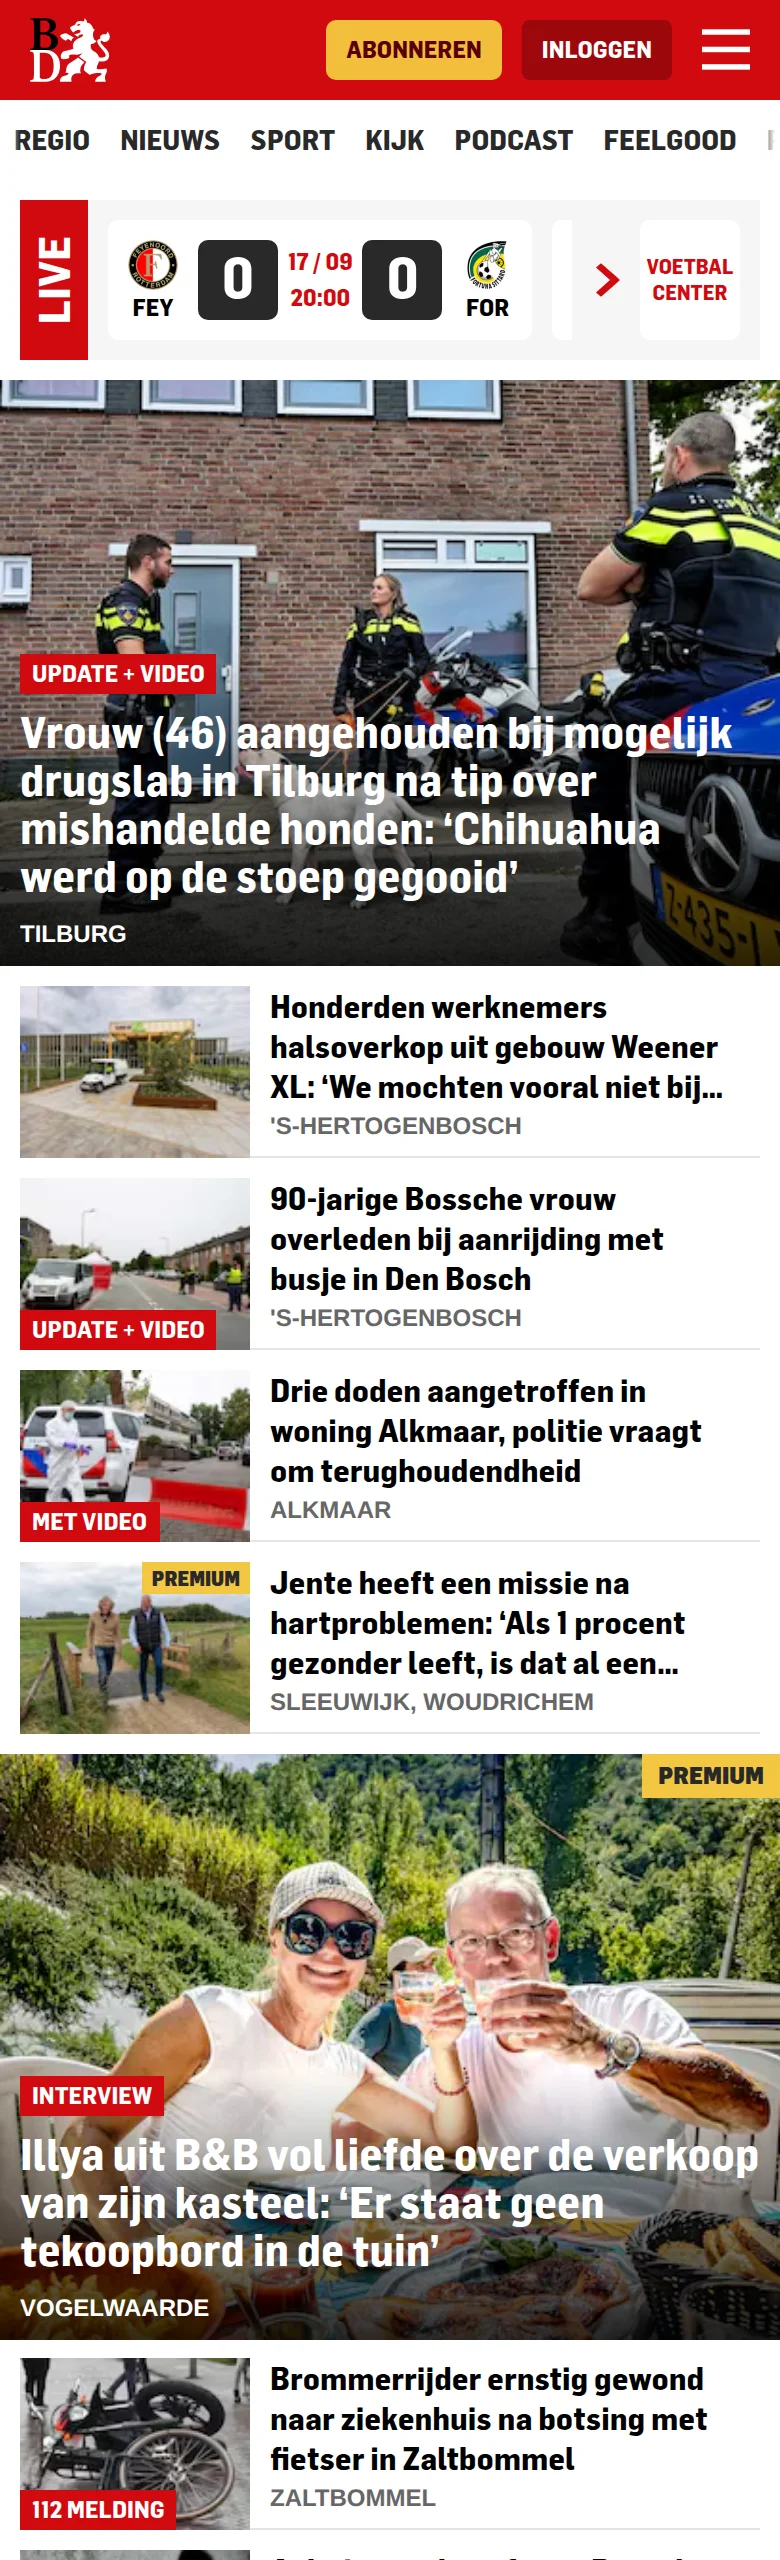 BD
ABONNEREN
INLOGGEN
REGIO NIEUWS SPORT KIJK PODCAST FEELGOOD
LIVE
FEYENOORD
ROTTERDAM
FEY
0
17 / 09
20:00
0
FORTUNA SITTARD
FOR
VOETBAL
CENTER
UPDATE + VIDEO
Vrouw (46) aangehouden bij mogelijk
drugslab in Tilburg na tip over
mishandelde honden: ‘Chihuahua
werd op de stoep gegooid’
TILBURG
Honderden werknemers
halsoverkop uit gebouw Weener
XL: ‘We mochten vooral niet bij...
'S-HERTOGENBOSCH
90-jarige Bossche vrouw
overleden bij aanrijding met
busje in Den Bosch
'S-HERTOGENBOSCH
UPDATE + VIDEO
Drie doden aangetroffen in
woning Alkmaar, politie vraagt
om terughoudendheid
ALKMAAR
MET VIDEO
PREMIUM
Jente heeft een missie na
hartproblemen: ‘Als 1 procent
gezonder leeft, is dat al een...
SLEEUWIJK, WOUDRICHEM
PREMIUM
INTERVIEW
Illya uit B&B vol liefde over de verkoop
van zijn kasteel: ‘Er staat geen
tekoopbord in de tuin’
VOGELWAARDE
Brommerrijder ernstig gewond
naar ziekenhuis na botsing met
fietser in Zaltbommel
ZALTBOMMEL
112 MELDING